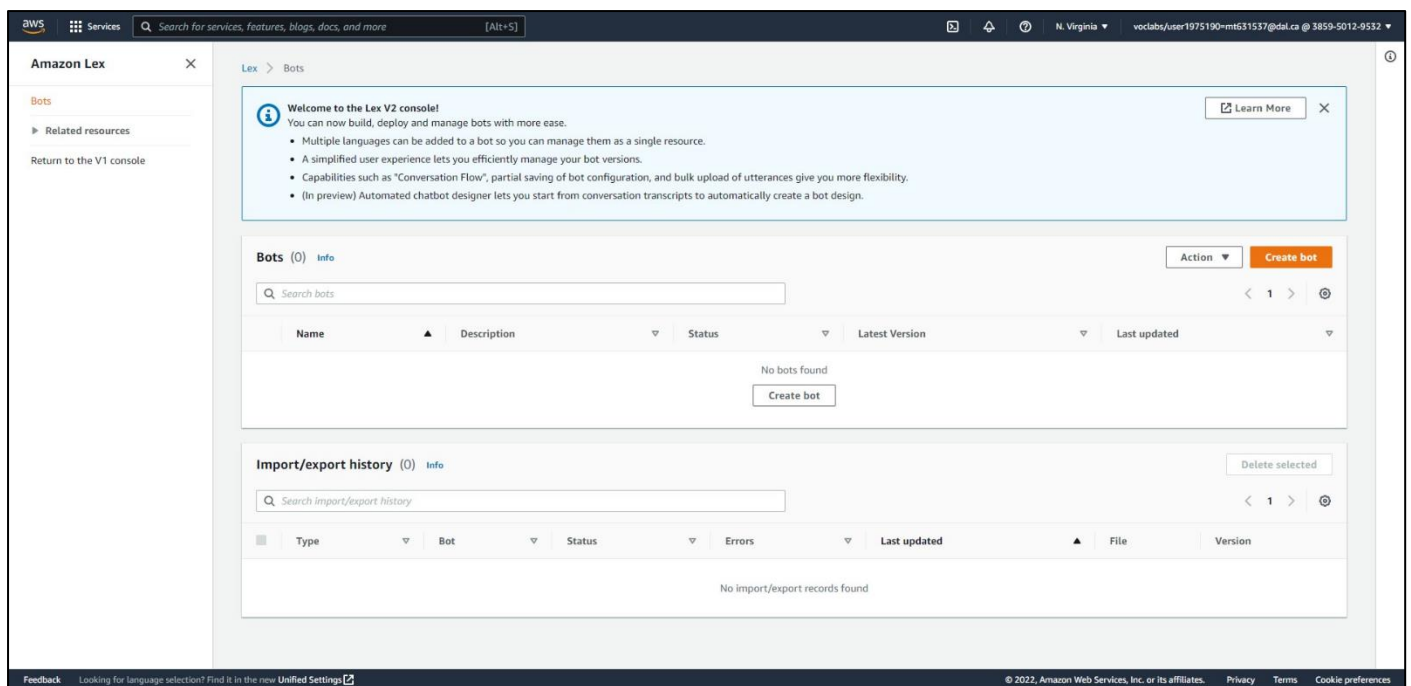 aws Services Search for services, features, blogs, docs, and more [Alt+S] N. Virginia voclabs/user1975190=mt631537@dal.ca @ 3859-5012-9532
Amazon Lex
Bots
Related resources
Return to the V1 console
Lex > Bots
Welcome to the Lex V2 console!
You can now build, deploy and manage bots with more ease.
• Multiple languages can be added to a bot so you can manage them as a single resource.
• A simplified user experience lets you efficiently manage your bot versions.
• Capabilities such as "Conversation Flow", partial saving of bot configuration, and bulk upload of utterances give you more flexibility.
• (In preview) Automated chatbot designer lets you start from conversation transcripts to automatically create a bot design.
Learn More
Bots (0) Info
Action Create bot
Search bots
< 1 >
Name Description Status Latest Version Last updated
No bots found
Create bot
Import/export history (0) Info
Delete selected
Search import/export history
< 1 >
Type Bot Status Errors Last updated File Version
No import/export records found
Feedback Looking for language selection? Find it in the new Unified Settings © 2022, Amazon Web Services, Inc. or its affiliates. Privacy Terms Cookie preferences